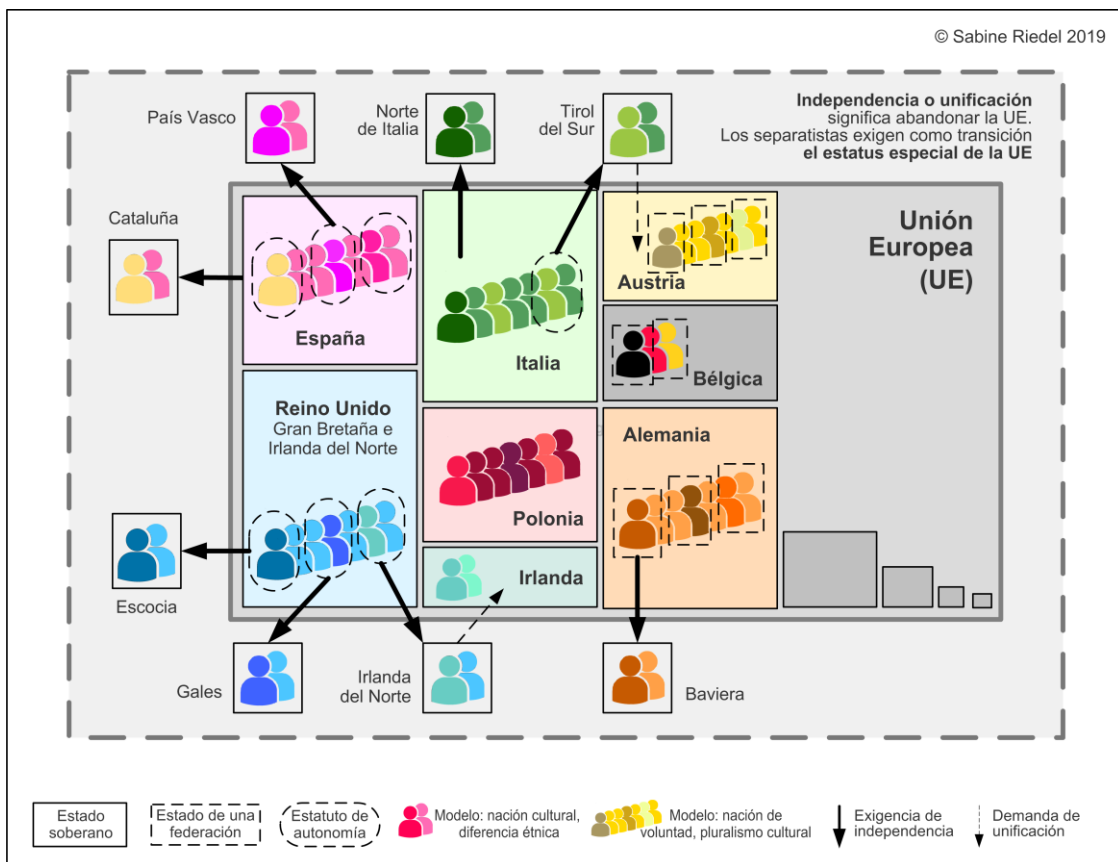 © Sabine Riedel 2019
País Vasco
Norte
de Italia
Tirol
del Sur
Independencia o unificación
significa abandonar la UE.
Los separatistas exigen como transición
el estatus especial de la UE
Cataluña
España
Italia
Austria
Unión
Europea
(UE)
Bélgica
Reino Unido
Gran Bretaña e
Irlanda del Norte
Alemania
Polonia
Irlanda
Escocia
Gales
Irlanda
del Norte
Baviera
Estado
soberano
Estado de una
federación
Estatuto de
autonomía
Modelo: nación cultural,
diferencia étnica
Modelo: nación de
voluntad, pluralismo cultural
Exigencia de
independencia
Demanda de
unificación